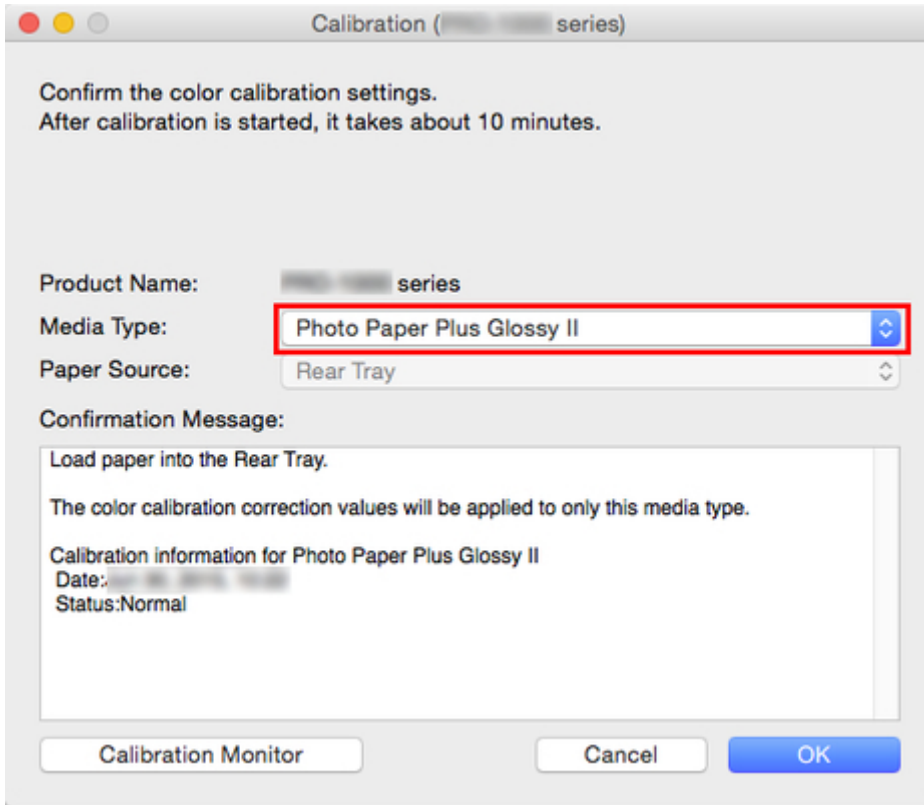 Calibration ( series)
Confirm the color calibration settings.
After calibration is started, it takes about 10 minutes.
Product Name: series
Media Type: Photo Paper Plus Glossy II
Paper Source: Rear Tray
Confirmation Message:
Load paper into the Rear Tray.
The color calibration correction values will be applied to only this media type.
Calibration information for Photo Paper Plus Glossy II
Date:
Status:Normal
Calibration Monitor Cancel OK